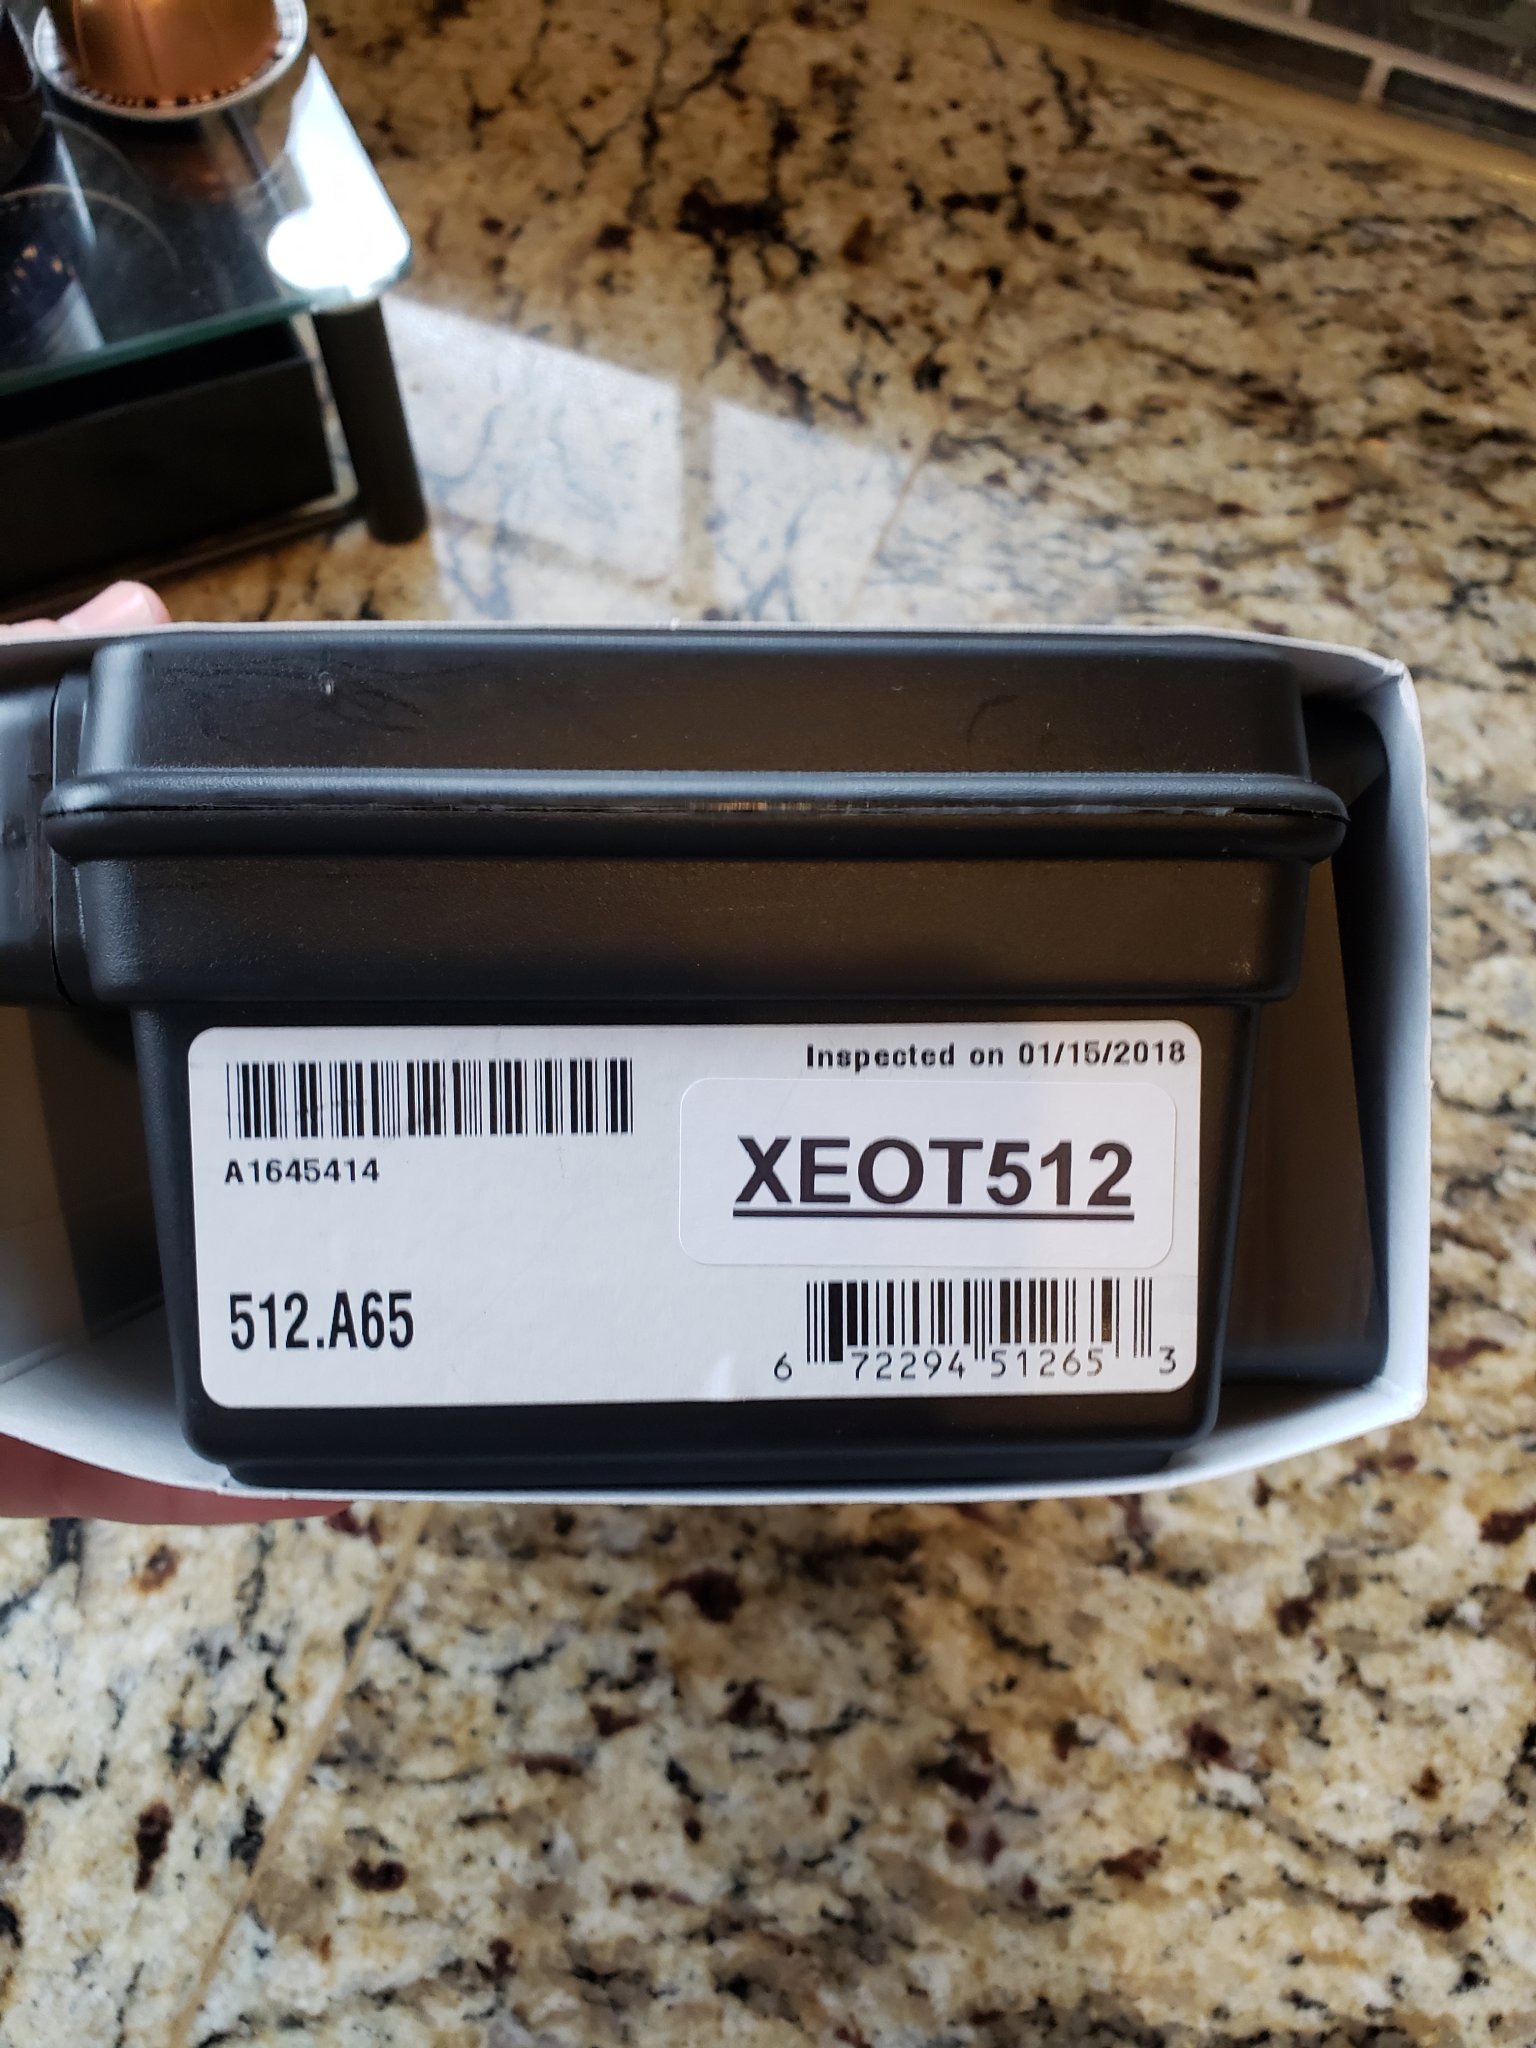 Inspected on 01/15/2018
A1645414
XEOT512
512.A65
6 72294 51265 3